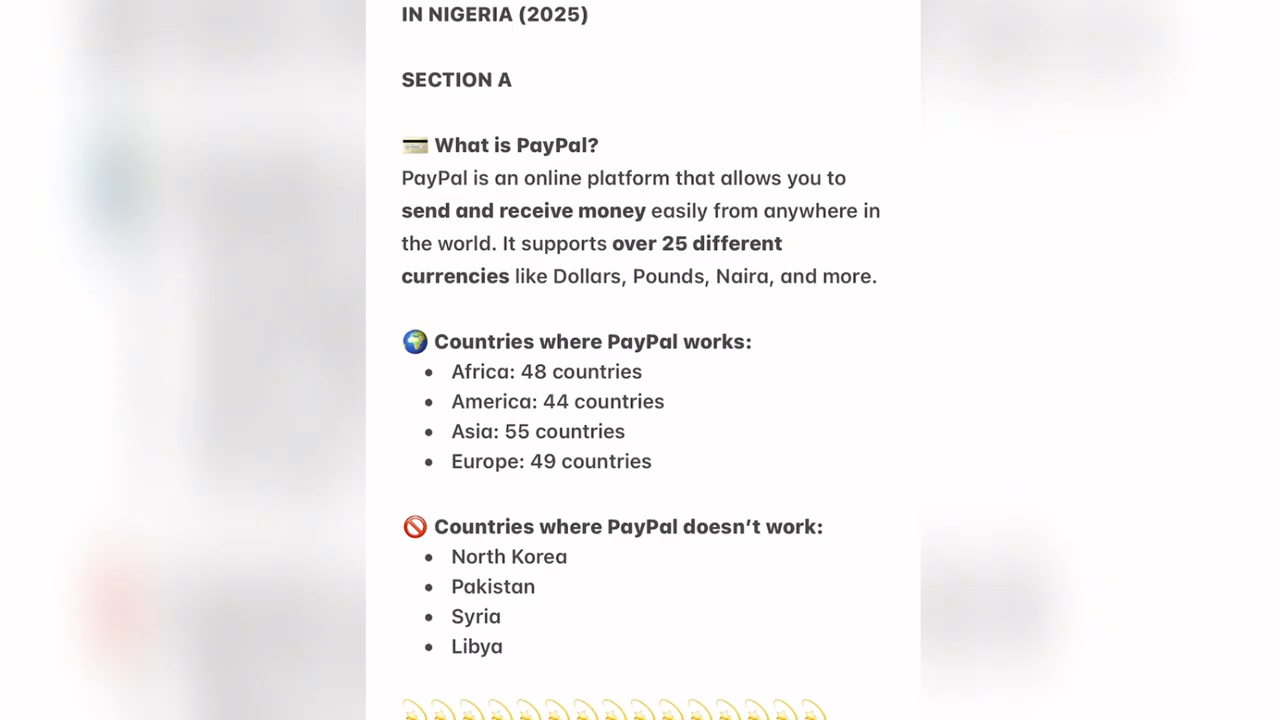 IN NIGERIA (2025)
SECTION A
💳 What is PayPal?
PayPal is an online platform that allows you to
send and receive money easily from anywhere in
the world. It supports over 25 different
currencies like Dollars, Pounds, Naira, and more.
🌍 Countries where PayPal works:
• Africa: 48 countries
• America: 44 countries
• Asia: 55 countries
• Europe: 49 countries
🚫 Countries where PayPal doesn’t work:
• North Korea
• Pakistan
• Syria
• Libya